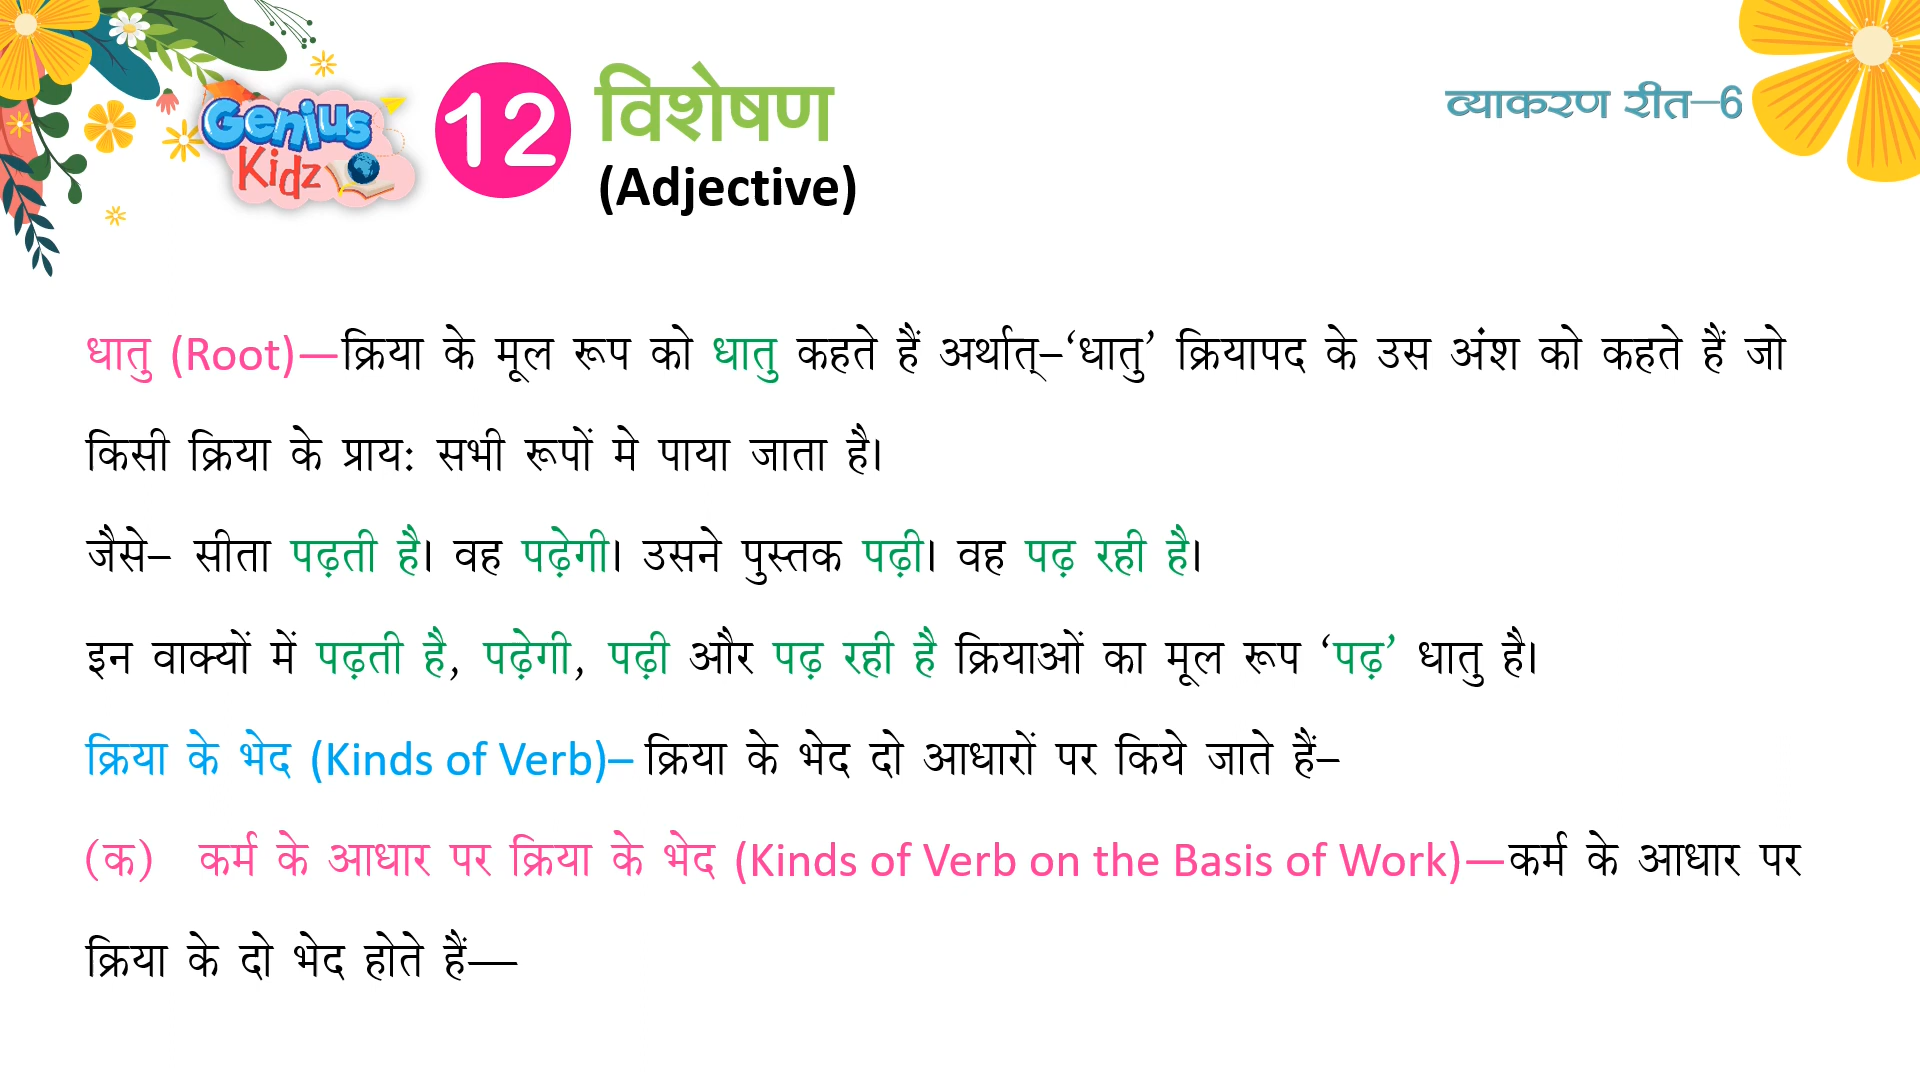 Genius
Kidz
12
विशेषण
(Adjective)
व्याकरण रीत–6
धातु (Root)—क्रिया के मूल रूप को धातु कहते हैं अर्थात्–‘धातु’ क्रियापद के उस अंश को कहते हैं जो
किसी क्रिया के प्रायः सभी रूपों मे पाया जाता है।
जैसे– सीता पढ़ती है। वह पढ़ेगी। उसने पुस्तक पढ़ी। वह पढ़ रही है।
इन वाक्यों में पढ़ती है, पढ़ेगी, पढ़ी और पढ़ रही है क्रियाओं का मूल रूप ‘पढ़’ धातु है।
क्रिया के भेद (Kinds of Verb)– क्रिया के भेद दो आधारों पर किये जाते हैं–
(क) कर्म के आधार पर क्रिया के भेद (Kinds of Verb on the Basis of Work)—कर्म के आधार पर
क्रिया के दो भेद होते हैं—